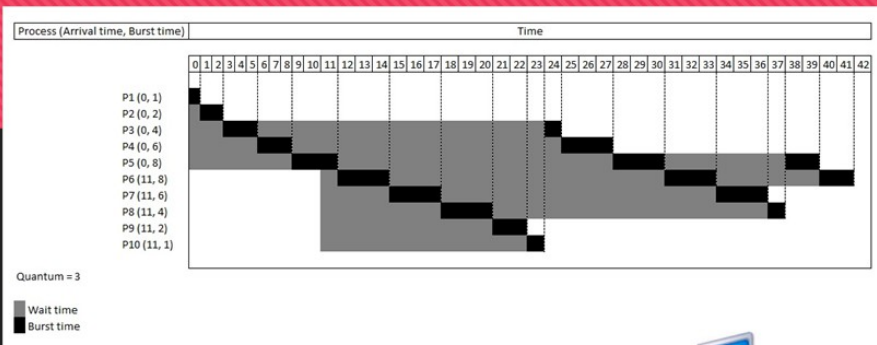 Process (Arrival time, Burst time) Time
0 1 2 3 4 5 6 7 8 9 10 11 12 13 14 15 16 17 18 19 20 21 22 23 24 25 26 27 28 29 30 31 32 33 34 35 36 37 38 39 40 41 42
P1 (0, 1)
P2 (0, 2)
P3 (0, 4)
P4 (0, 6)
P5 (0, 8)
P6 (11, 8)
P7 (11, 6)
P8 (11, 4)
P9 (11, 2)
P10 (11, 1)
Quantum = 3
Wait time
Burst time